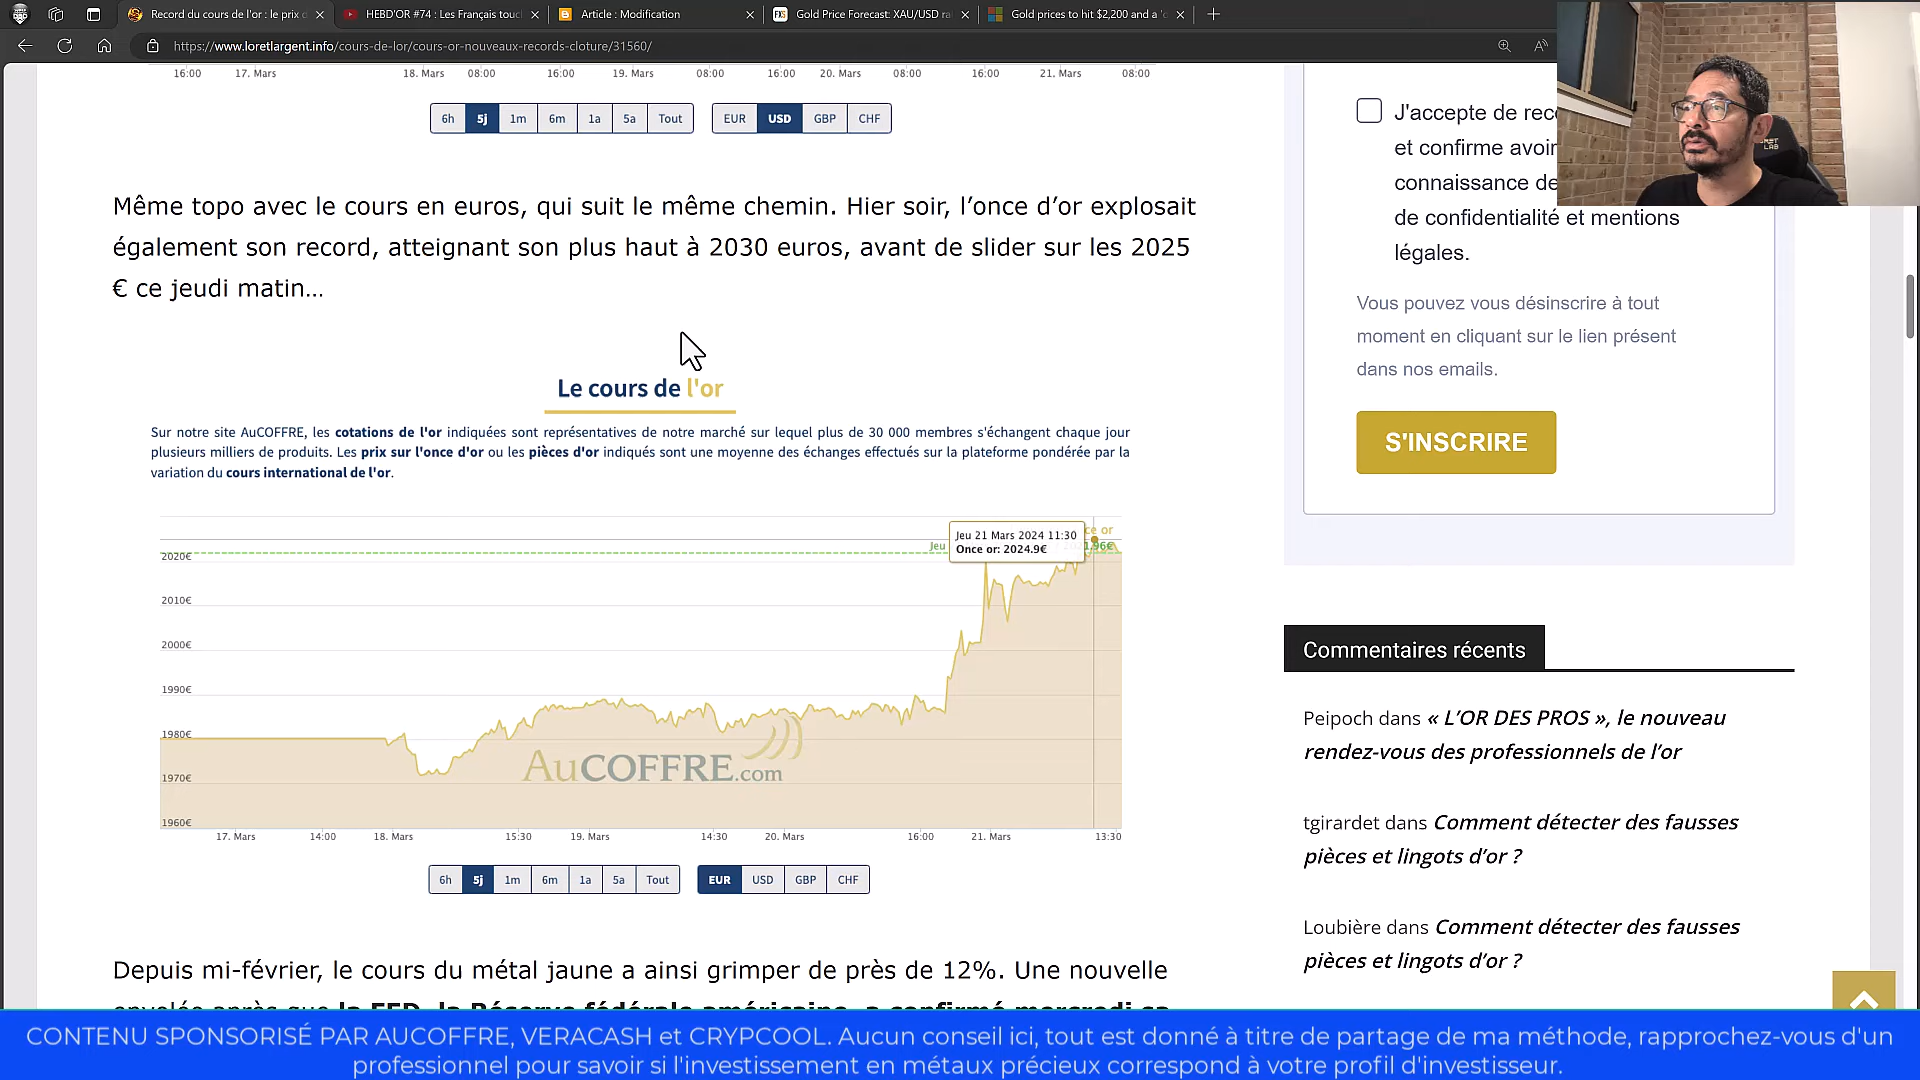 Record du cours de l'or : le prix d
HEBD'OR #74 : Les Français touc
Article : Modification
Gold Price Forecast: XAU/USD ra
Gold prices to hit $2,200 and a 'c
https://www.loretlargent.info/cours-de-lor/cours-or-nouveaux-records-cloture/31560/
16:00 17. Mars 18. Mars 08:00 16:00 19. Mars 08:00 16:00 20. Mars 08:00 16:00 21. Mars 08:00
6h 5j 1m 6m 1a 5a Tout EUR USD GBP CHF
Même topo avec le cours en euros, qui suit le même chemin. Hier soir, l'once d'or explosait
également son record, atteignant son plus haut à 2030 euros, avant de slider sur les 2025
€ ce jeudi matin...
Le cours de l'or
Sur notre site AuCOFFRE, les cotations de l'or indiquées sont représentatives de notre marché sur lequel plus de 30 000 membres s'échangent chaque jour
plusieurs milliers de produits. Les prix sur l'once d'or ou les pièces d'or indiqués sont une moyenne des échanges effectués sur la plateforme pondérée par la
variation du cours international de l'or.
ce or
Jeu 21 Mars 2024 11:30
Once or: 2024.9€
Jeu
1,96€
2020€
2010€
2000€
1990€
1980€
1970€
1960€
AuCOFFRE.com
17. Mars 14:00 18. Mars 15:30 19. Mars 14:30 20. Mars 16:00 21. Mars 13:30
6h 5j 1m 6m 1a 5a Tout EUR USD GBP CHF
Depuis mi-février, le cours du métal jaune a ainsi grimper de près de 12%. Une nouvelle
envolée après que la FED, la Réserve fédérale américaine, a confirmé mercredi sa
J'accepte de rec
et confirme avoir
connaissance de
de confidentialité et mentions
légales.
Vous pouvez vous désinscrire à tout
moment en cliquant sur le lien présent
dans nos emails.
S'INSCRIRE
Commentaires récents
Peipoch dans « L'OR DES PROS », le nouveau
rendez-vous des professionnels de l'or
tgirardet dans Comment détecter des fausses
pièces et lingots d'or ?
Loubière dans Comment détecter des fausses
pièces et lingots d'or ?
CONTENU SPONSORISÉ PAR AUCOFFRE, VERACASH et CRYPCOOL. Aucun conseil ici, tout est donné à titre de partage de ma méthode, rapprochez-vous d'un
professionnel pour savoir si l'investissement en métaux précieux correspond à votre profil d'investisseur.